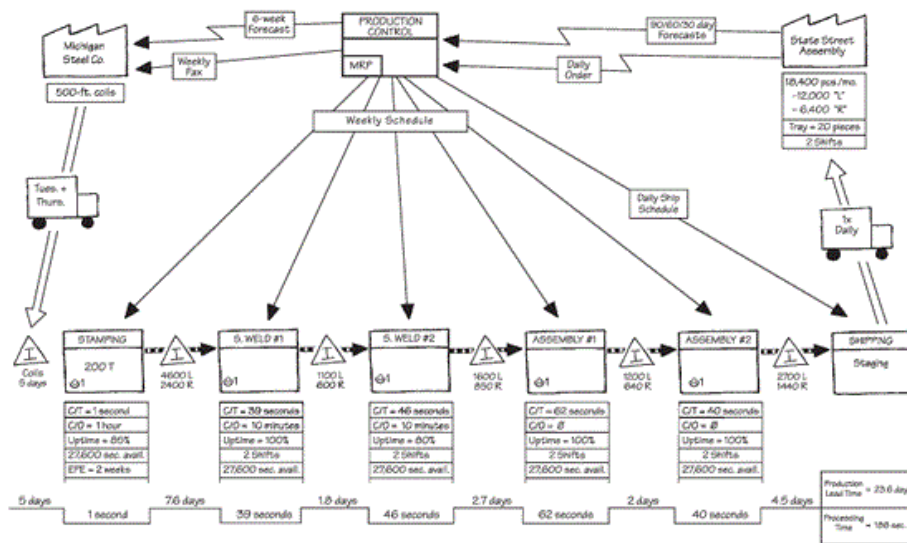 Michigan
Steel Co.
500-ft. coils
6-week
Forecast
Weekly
Fax
PRODUCTION
CONTROL
MRP
90/60/30 day
Forecasts
Daily
Order
State Street
Assembly
18,400 pcs./mo.
-12,000 "L"
- 6,400 "R"
Tray = 20 pieces
2 Shifts
Weekly Schedule
Tues. +
Thurs.
Daily Ship
Schedule
1x
Daily
I
Coils
5 days
STAMPING
200 T
1
I
4600 L
2400 R
S. WELD #1
1
I
1100 L
600 R
S. WELD #2
1
I
1600 L
850 R
ASSEMBLY #1
1
I
1200 L
640 R
ASSEMBLY #2
1
I
2700 L
1440 R
SHIPPING
Staging
C/T = 1 second
C/O = 1 hour
Uptime = 85%
27,600 sec. avail.
EPE = 2 weeks
C/T = 39 seconds
C/O = 10 minutes
Uptime = 100%
2 Shifts
27,600 sec. avail.
C/T = 46 seconds
C/O = 10 minutes
Uptime = 80%
2 Shifts
27,600 sec. avail.
C/T = 62 seconds
C/O = Ø
Uptime = 100%
2 Shifts
27,600 sec. avail.
C/T = 40 seconds
C/O = Ø
Uptime = 100%
2 Shifts
27,600 sec. avail.
5 days
1 second
7.6 days
39 seconds
1.8 days
46 seconds
2.7 days
62 seconds
2 days
40 seconds
4.5 days
Production
Lead Time = 23.6 day
Processing
Time = 188 sec.